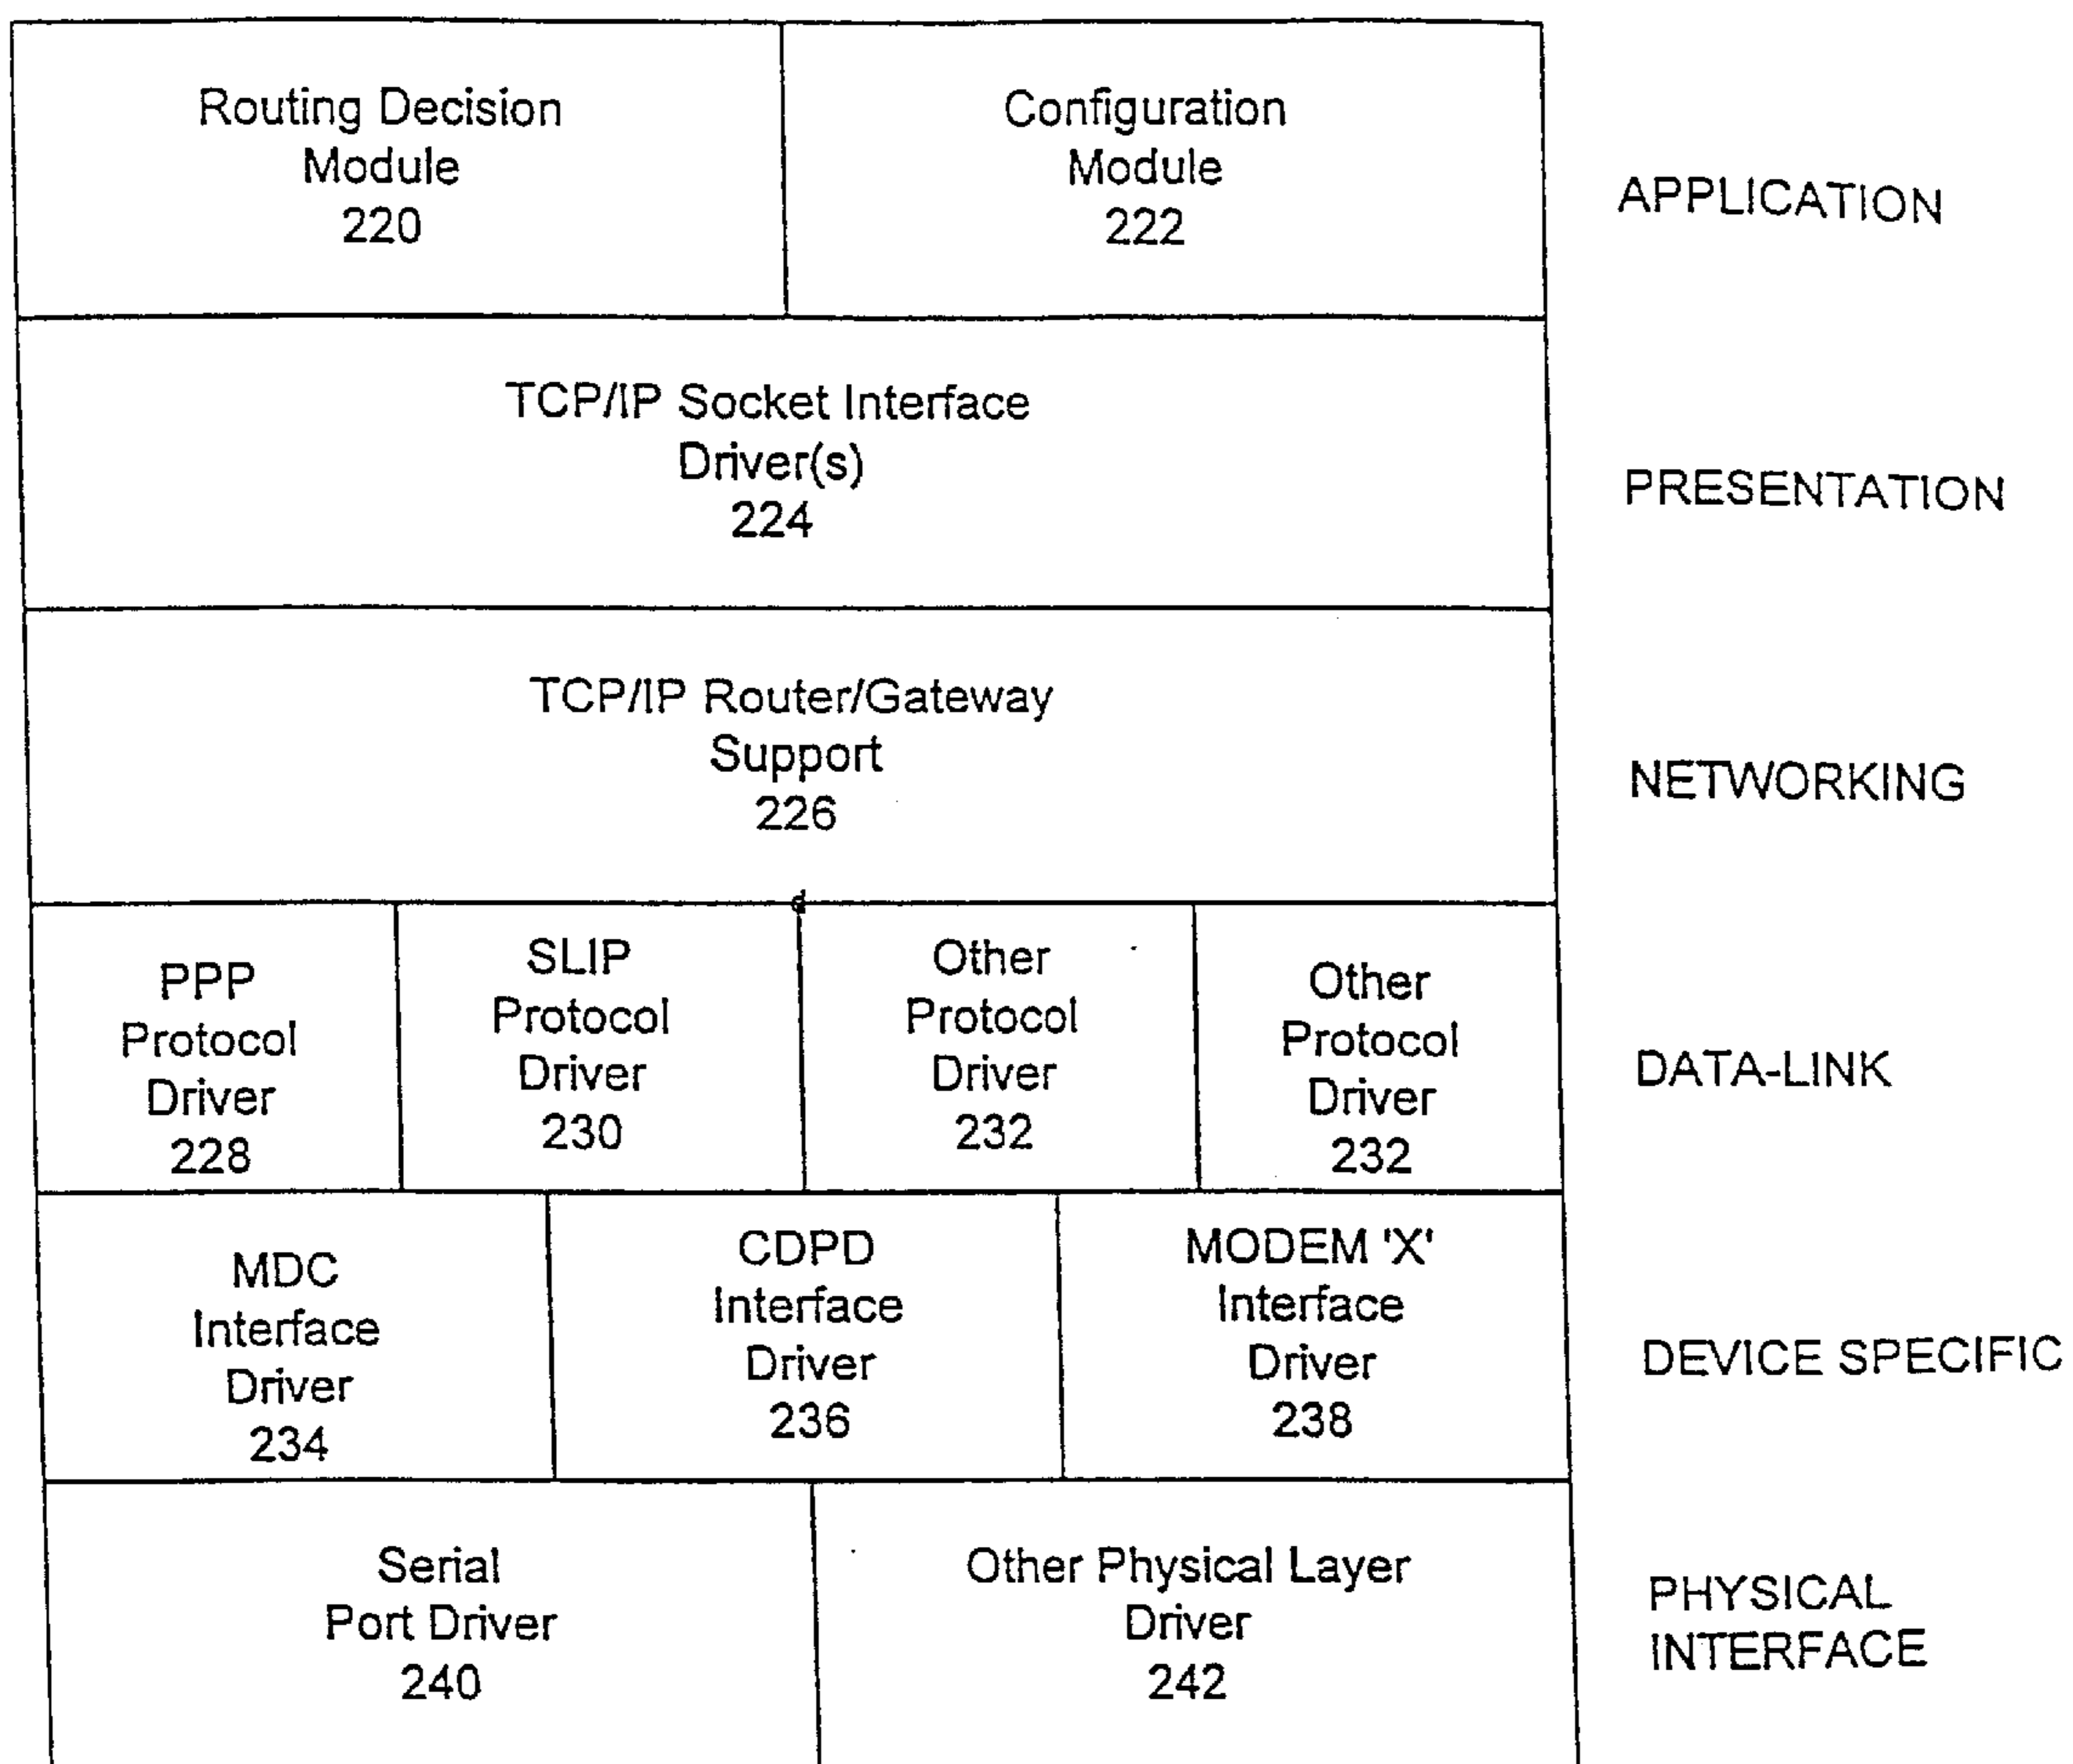 Routing Decision
Module
220
Configuration
Module
222
APPLICATION
TCP/IP Socket Interface
Driver(s)
224
PRESENTATION
TCP/IP Router/Gateway
Support
226
NETWORKING
PPP
Protocol
Driver
228
SLIP
Protocol
Driver
230
Other
Protocol
Driver
232
Other
Protocol
Driver
232
DATA-LINK
MDC
Interface
Driver
234
CDPD
Interface
Driver
236
MODEM 'X'
Interface
Driver
238
DEVICE SPECIFIC
Serial
Port Driver
240
Other Physical Layer
Driver
242
PHYSICAL
INTERFACE